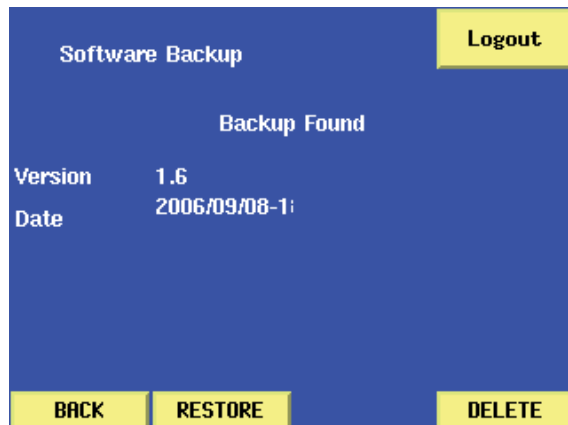 Software Backup
Logout
Backup Found
Version 1.6
Date 2006/09/08-1
BACK RESTORE DELETE